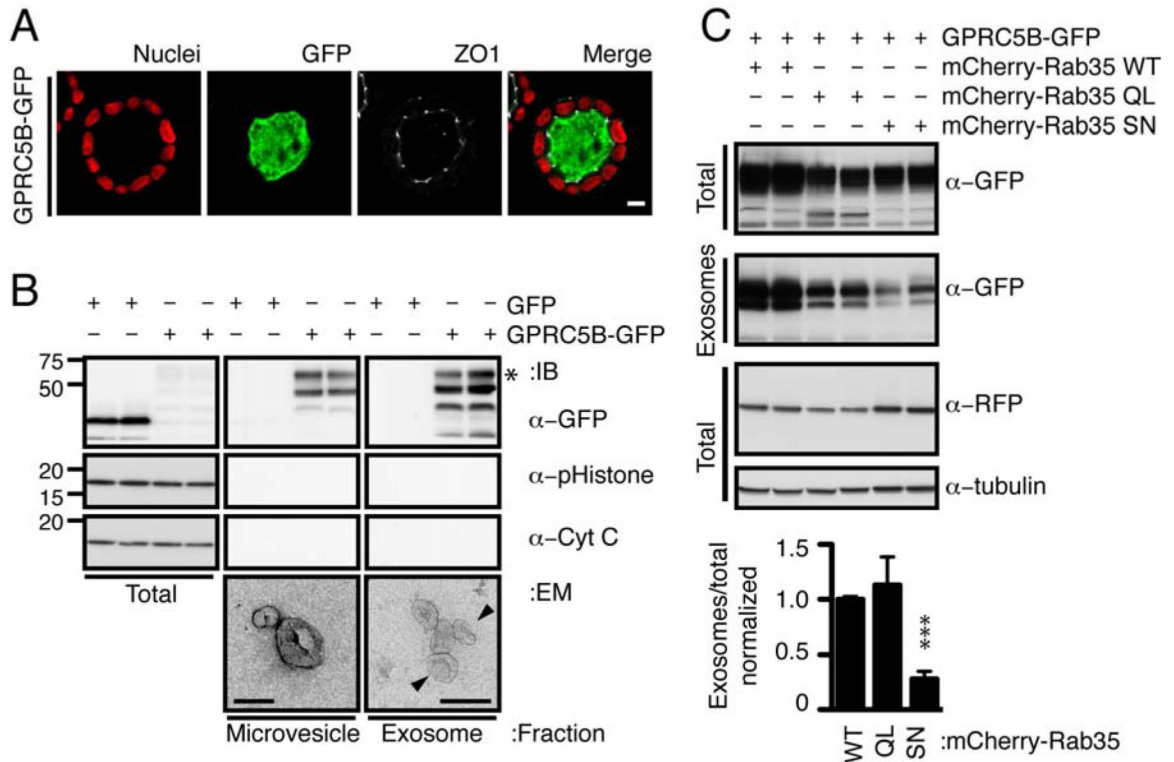 A
Nuclei GFP ZO1 Merge
GPRC5B-GFP
B
+ + – – + + – – + + – – GFP
– – + + – – + + – – + + GPRC5B-GFP
75
50
* :IB
α–GFP
20
15
α–pHistone
20
α–Cyt C
Total
:EM
Microvesicle Exosome :Fraction
C
+ + + + + + GPRC5B-GFP
+ + – – – – mCherry-Rab35 WT
– – + + – – mCherry-Rab35 QL
– – – – + + mCherry-Rab35 SN
Total
α–GFP
Exosomes
α–GFP
Total
α–RFP
α–tubulin
Exosomes/total
normalized
1.5
1.0
0.5
0
***
WT QL SN :mCherry-Rab35